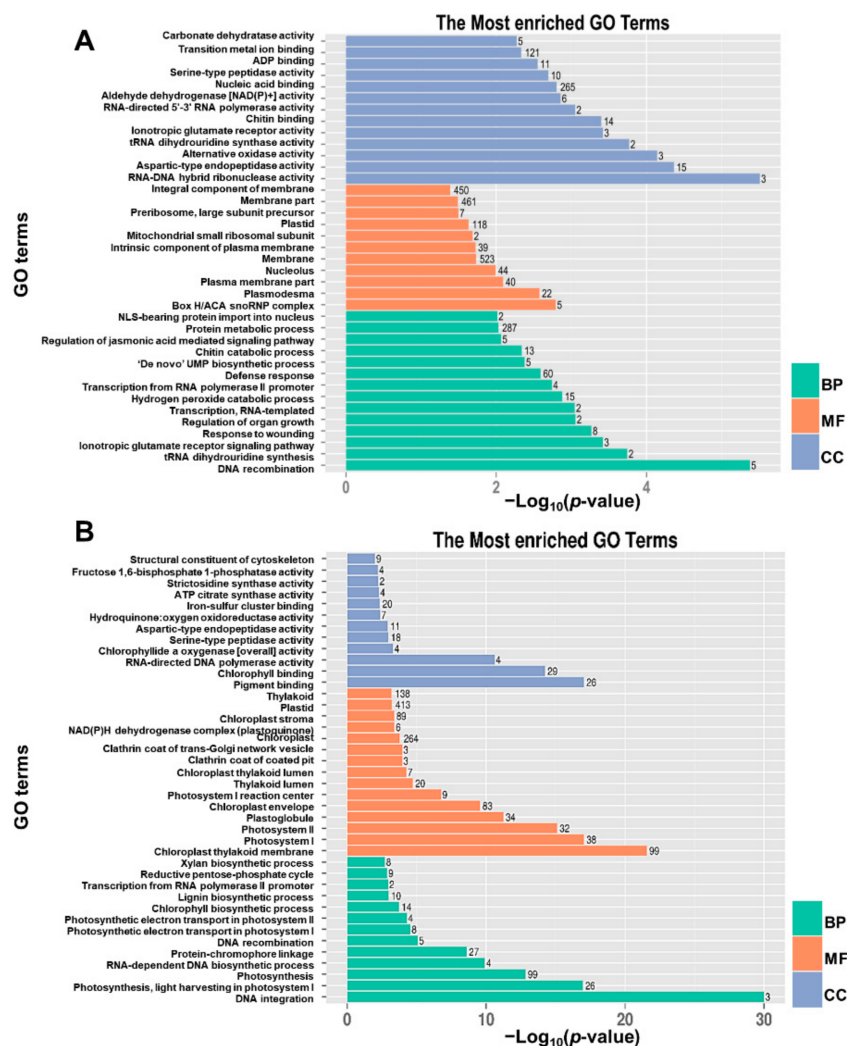 A
The Most enriched GO Terms
Carbonate dehydratase activity 5
Transition metal ion binding 121
ADP binding 11
Serine-type peptidase activity 10
Nucleic acid binding 265
Aldehyde dehydrogenase [NAD(P)+] activity 6
RNA-directed 5'-3' RNA polymerase activity 2
Chitin binding 14
Ionotropic glutamate receptor activity 3
tRNA dihydrouridine synthase activity 2
Alternative oxidase activity 3
Aspartic-type endopeptidase activity 15
RNA-DNA hybrid ribonuclease activity 3
Integral component of membrane 450
Membrane part 461
Preribosome, large subunit precursor 7
Plastid 118
Mitochondrial small ribosomal subunit 2
Intrinsic component of plasma membrane 39
Membrane 523
Nucleolus 44
Plasma membrane part 40
Plasmodesma 22
Box H/ACA snoRNP complex 5
NLS-bearing protein import into nucleus 2
Protein metabolic process 287
Regulation of jasmonic acid mediated signaling pathway 5
Chitin catabolic process 13
'De novo' UMP biosynthetic process 5
Defense response 60
Transcription from RNA polymerase II promoter 4
Hydrogen peroxide catabolic process 15
Transcription, RNA-templated 2
Regulation of organ growth 2
Response to wounding 8
Ionotropic glutamate receptor signaling pathway 3
tRNA dihydrouridine synthesis 2
DNA recombination 5
GO terms
BP
MF
CC
0 2 4
−Log10(p-value)
B
The Most enriched GO Terms
Structural constituent of cytoskeleton 9
Fructose 1,6-bisphosphate 1-phosphatase activity 4
Strictosidine synthase activity 2
ATP citrate synthase activity 4
Iron-sulfur cluster binding 20
Hydroquinone:oxygen oxidoreductase activity 7
Aspartic-type endopeptidase activity 11
Serine-type peptidase activity 18
Chlorophyllide a oxygenase [overall] activity 4
RNA-directed DNA polymerase activity 4
Chlorophyll binding 29
Pigment binding 26
Thylakoid 138
Plastid 413
Chloroplast stroma 89
NAD(P)H dehydrogenase complex (plastoquinone) 6
Chloroplast 264
Clathrin coat of trans-Golgi network vesicle 3
Clathrin coat of coated pit 3
Chloroplast thylakoid lumen 7
Thylakoid lumen 20
Photosystem I reaction center 9
Chloroplast envelope 83
Plastoglobule 34
Photosystem II 32
Photosystem I 38
Chloroplast thylakoid membrane 99
Xylan biosynthetic process 8
Reductive pentose-phosphate cycle 9
Transcription from RNA polymerase II promoter 2
Lignin biosynthetic process 10
Chlorophyll biosynthetic process 14
Photosynthetic electron transport in photosystem II 4
Photosynthetic electron transport in photosystem I 8
DNA recombination 5
Protein-chromophore linkage 27
RNA-dependent DNA biosynthetic process 4
Photosynthesis 99
Photosynthesis, light harvesting in photosystem I 26
DNA integration 3
GO terms
BP
MF
CC
0 10 20 30
−Log10(p-value)